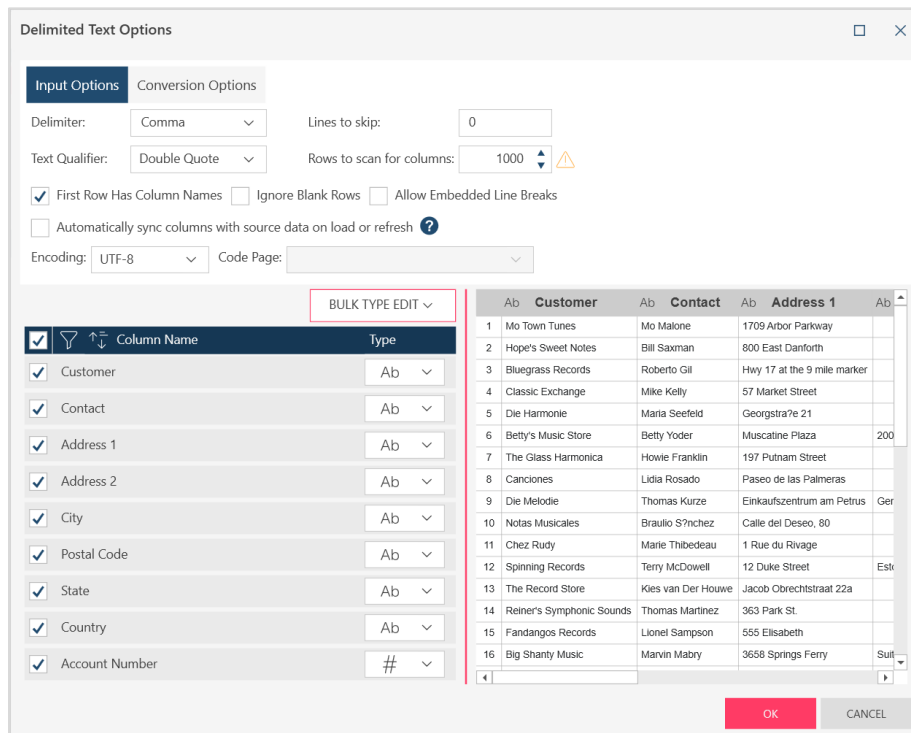 Delimited Text Options
Input Options Conversion Options
Delimiter: Comma Lines to skip: 0
Text Qualifier: Double Quote Rows to scan for columns: 1000
First Row Has Column Names Ignore Blank Rows Allow Embedded Line Breaks
Automatically sync columns with source data on load or refresh ?
Encoding: UTF-8 Code Page:
BULK TYPE EDIT
Column Name Type
Customer Ab
Contact Ab
Address 1 Ab
Address 2 Ab
City Ab
Postal Code Ab
State Ab
Country Ab
Account Number #
Ab Customer Ab Contact Ab Address 1 Ab
1 Mo Town Tunes Mo Malone 1709 Arbor Parkway
2 Hope's Sweet Notes Bill Saxman 800 East Danforth
3 Bluegrass Records Roberto Gil Hwy 17 at the 9 mile marker
4 Classic Exchange Mike Kelly 57 Market Street
5 Die Harmonie Maria Seefeld Georgstra?e 21
6 Betty's Music Store Betty Yoder Muscatine Plaza 200
7 The Glass Harmonica Howie Franklin 197 Putnam Street
8 Canciones Lidia Rosado Paseo de las Palmeras
9 Die Melodie Thomas Kurze Einkaufszentrum am Petrus Ger
10 Notas Musicales Braulio S?nchez Calle del Deseo, 80
11 Chez Rudy Marie Thibedeau 1 Rue du Rivage
12 Spinning Records Terry McDowell 12 Duke Street
13 The Record Store Kies van Der Houwe Jacob Obrechtstraat 22a
14 Reiner's Symphonic Sounds Thomas Martinez 363 Park St.
15 Fandangos Records Lionel Sampson 555 Elisabeth
16 Big Shanty Music Marvin Mabry 3658 Springs Ferry
OK CANCEL